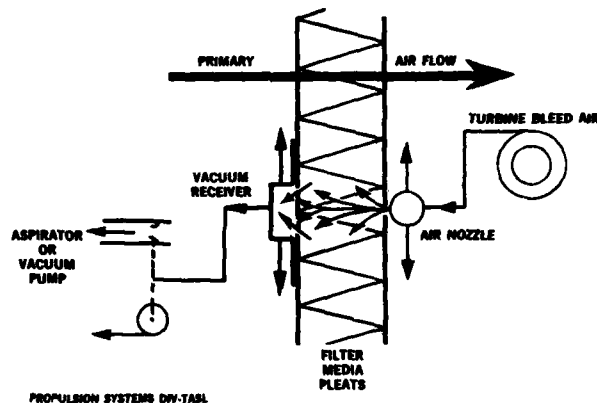 PRIMARY AIR FLOW
TURBINE BLEED AIR
VACUUM
RECEIVER
AIR NOZZLE
ASPIRATOR
OR
VACUUM
PUMP
FILTER
MEDIA
PLEATS
PROPULSION SYSTEMS DIV-TASL